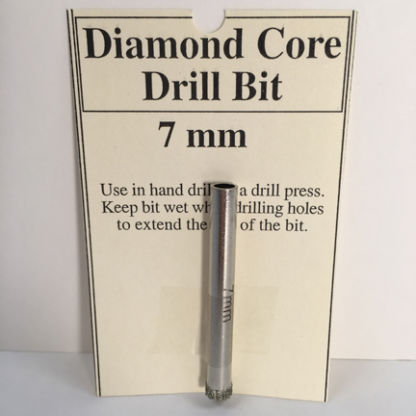 Diamond Core
Drill Bit
7 mm
Use in hand a drill press.
Keep bit wet drilling holes
to extend the of the bit.
7mm